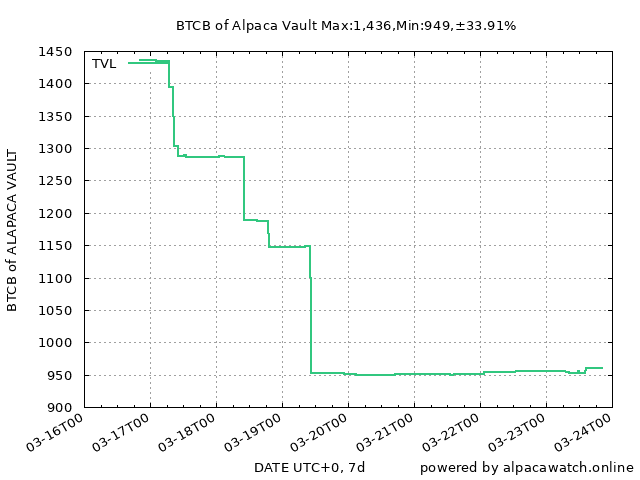 BTCB of Alpaca Vault Max:1,436,Min:949,±33.91%
1450
TVL
1400
1350
1300
1250
1200
1150
1100
1050
1000
950
900
BTCB of ALAPACA VAULT
03-16T00
03-17T00
03-18T00
03-19T00
03-20T00
03-21T00
03-22T00
03-23T00
03-24T00
DATE UTC+0, 7d
powered by alpacawatch.online